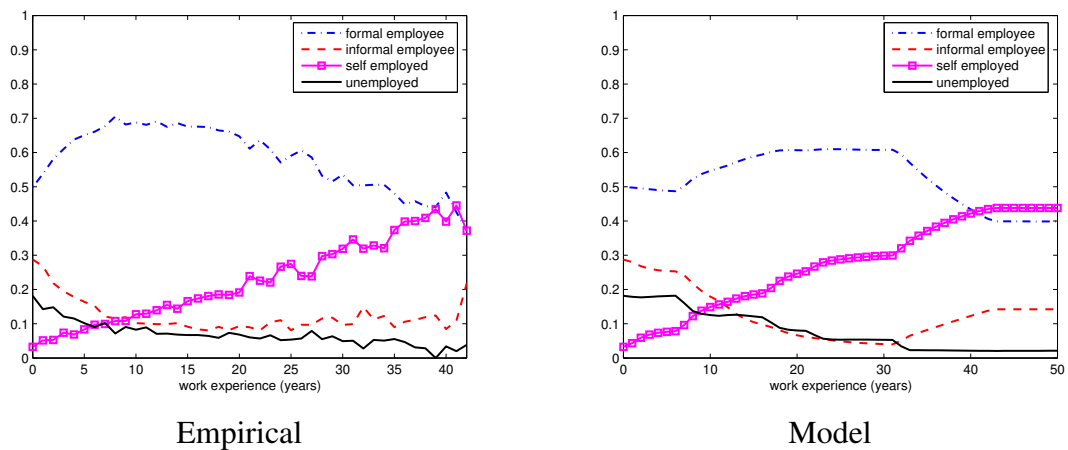 1
0.9
0.8
0.7
0.6
0.5
0.4
0.3
0.2
0.1
0
0 5 10 15 20 25 30 35 40
work experience (years)
formal employee
informal employee
self employed
unemployed
Empirical
1
0.9
0.8
0.7
0.6
0.5
0.4
0.3
0.2
0.1
0
0 10 20 30 40 50
work experience (years)
formal employee
informal employee
self employed
unemployed
Model